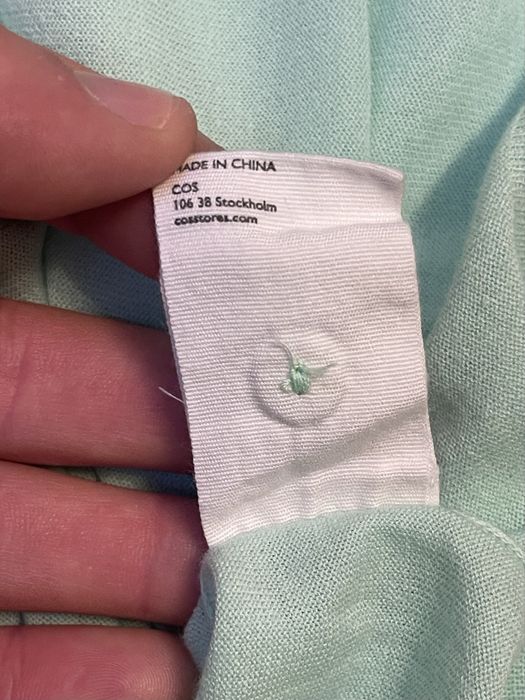 MADE IN CHINA
COS
106 38 Stockholm
cosstores.com